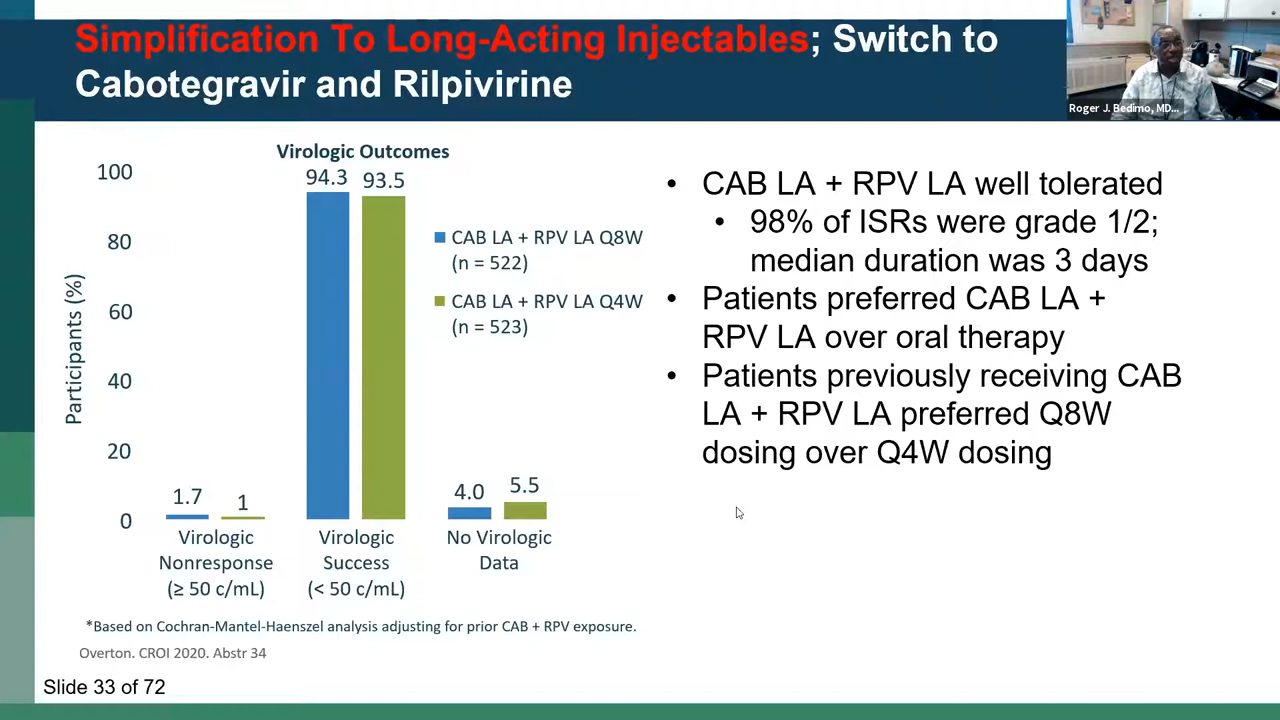 Simplification To Long-Acting Injectables; Switch to
Cabotegravir and Rilpivirine
Roger J. Bedimo, MD...
Virologic Outcomes
Participants (%)
100
80
60
40
20
0
94.3
93.5
1.7
1
4.0
5.5
CAB LA + RPV LA Q8W
(n = 522)
CAB LA + RPV LA Q4W
(n = 523)
Virologic
Nonresponse
(≥ 50 c/mL)
Virologic
Success
(< 50 c/mL)
No Virologic
Data
*Based on Cochran-Mantel-Haenszel analysis adjusting for prior CAB + RPV exposure.
Overton. CROI 2020. Abstr 34
Slide 33 of 72
• CAB LA + RPV LA well tolerated
• 98% of ISRs were grade 1/2;
median duration was 3 days
• Patients preferred CAB LA +
RPV LA over oral therapy
• Patients previously receiving CAB
LA + RPV LA preferred Q8W
dosing over Q4W dosing